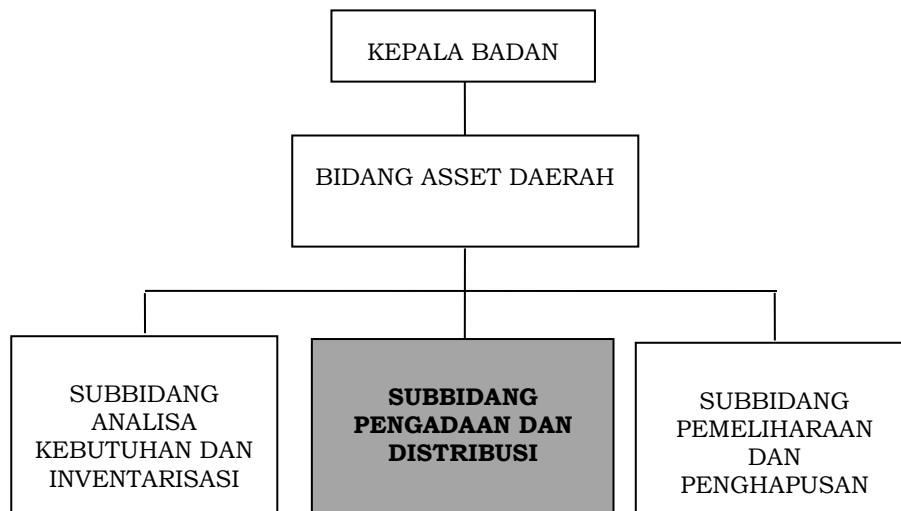 KEPALA BADAN
BIDANG ASSET DAERAH
SUBBIDANG
ANALISA
KEBUTUHAN DAN
INVENTARISASI
SUBBIDANG
PENGADAAN DAN
DISTRIBUSI
SUBBIDANG
PEMELIHARAAN
DAN
PENGHAPUSAN